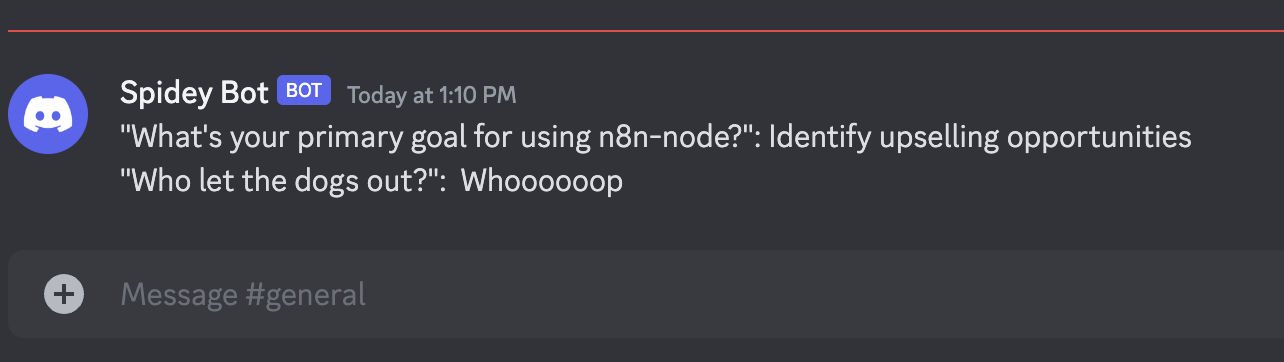 Spidey Bot BOT Today at 1:10 PM
"What's your primary goal for using n8n-node?": Identify upselling opportunities
"Who let the dogs out?":  Whoooooop
Message #general